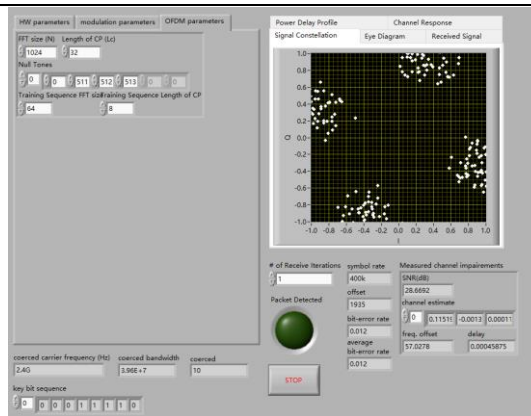 HW parameters modulation parameters OFDM parameters
FFT size (N) Length of CP (Lc)
1024 32
Null Tones
0 0 511 512 513 0 0
Training Sequence FFT size Training Sequence Length of CP
64 8
coerced carrier frequency (Hz) coerced bandwidth coerced
2.4G 3.96E+7 10
key bit sequence
0 0 0 0 1 1 1 1 0
Power Delay Profile Channel Response
Signal Constellation Eye Diagram Received Signal
1.0
0.8
0.6
0.4
0.2
0.0
-0.2
-0.4
-0.6
-0.8
-1.0
Q
-1.0 -0.8 -0.6 -0.4 -0.2 0.0 0.2 0.4 0.6 0.8 1.0
I
# of Receive Iterations
1
Packet Detected
STOP
symbol rate
400k
offset
1935
bit-error rate
0.012
average
bit-error rate
0.012
Measured channel impairements
SNR(dB)
28.6692
channel estimate
0 0.11519 -0.0013 0.00011
freq. offset delay
57.0278 0.00045875